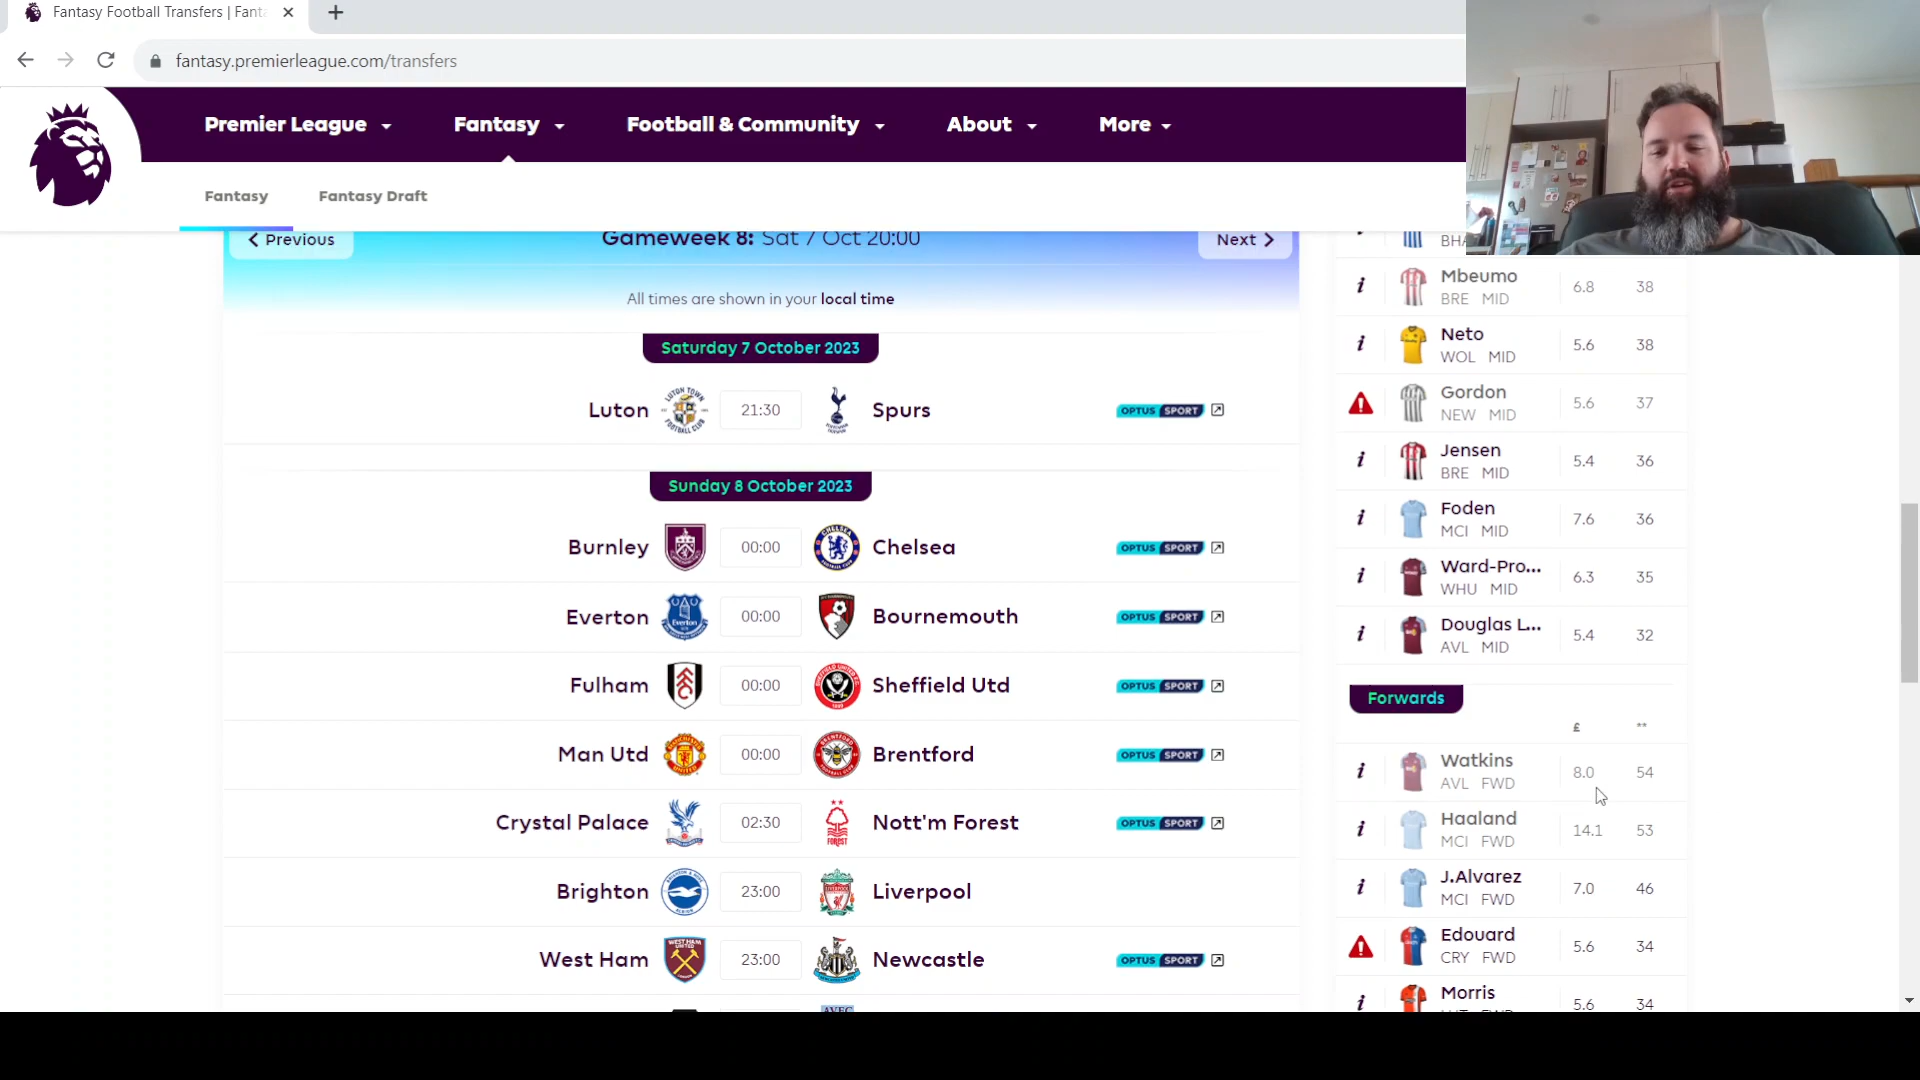 Fantasy Football Transfers | Fanta
fantasy.premierleague.com/transfers
Premier League
Fantasy
Football & Community
About
More
Fantasy
Fantasy Draft
Previous
Gameweek 8: Sat 7 Oct 20:00
Next
All times are shown in your local time
Saturday 7 October 2023
Luton 21:30 Spurs OPTUS SPORT
Sunday 8 October 2023
Burnley 00:00 Chelsea OPTUS SPORT
Everton 00:00 Bournemouth OPTUS SPORT
Fulham 00:00 Sheffield Utd OPTUS SPORT
Man Utd 00:00 Brentford OPTUS SPORT
Crystal Palace 02:30 Nott'm Forest OPTUS SPORT
Brighton 23:00 Liverpool
West Ham 23:00 Newcastle OPTUS SPORT
BHA
Mbeumo 6.8 38
BRE MID
Neto 5.6 38
WOL MID
Gordon 5.6 37
NEW MID
Jensen 5.4 36
BRE MID
Foden 7.6 36
MCI MID
Ward-Pro... 6.3 35
WHU MID
Douglas L... 5.4 32
AVL MID
Forwards
£ **
Watkins 8.0 54
AVL FWD
Haaland 14.1 53
MCI FWD
J.Alvarez 7.0 46
MCI FWD
Edouard 5.6 34
CRY FWD
Morris 5.6 34